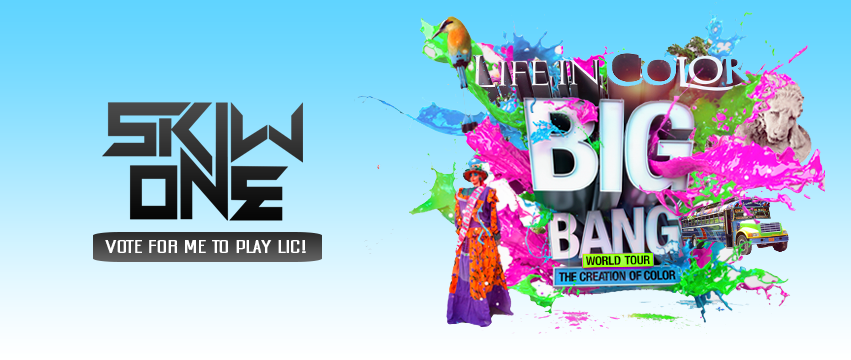 SKIW
ONE
VOTE FOR ME TO PLAY LIC!
LIFE IN COLOR
BIG
BANG
WORLD TOUR
THE CREATION OF COLOR